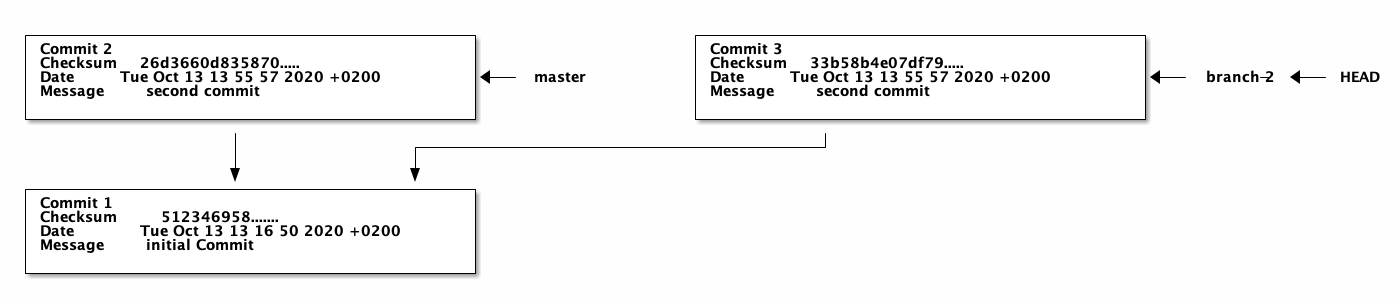 Commit 2
Checksum 26d3660d835870.....
Date Tue Oct 13 13 55 57 2020 +0200
Message second commit
master
Commit 3
Checksum 33b58b4e07df79.....
Date Tue Oct 13 13 55 57 2020 +0200
Message second commit
branch-2
HEAD
Commit 1
Checksum 512346958.......
Date Tue Oct 13 13 16 50 2020 +0200
Message initial Commit